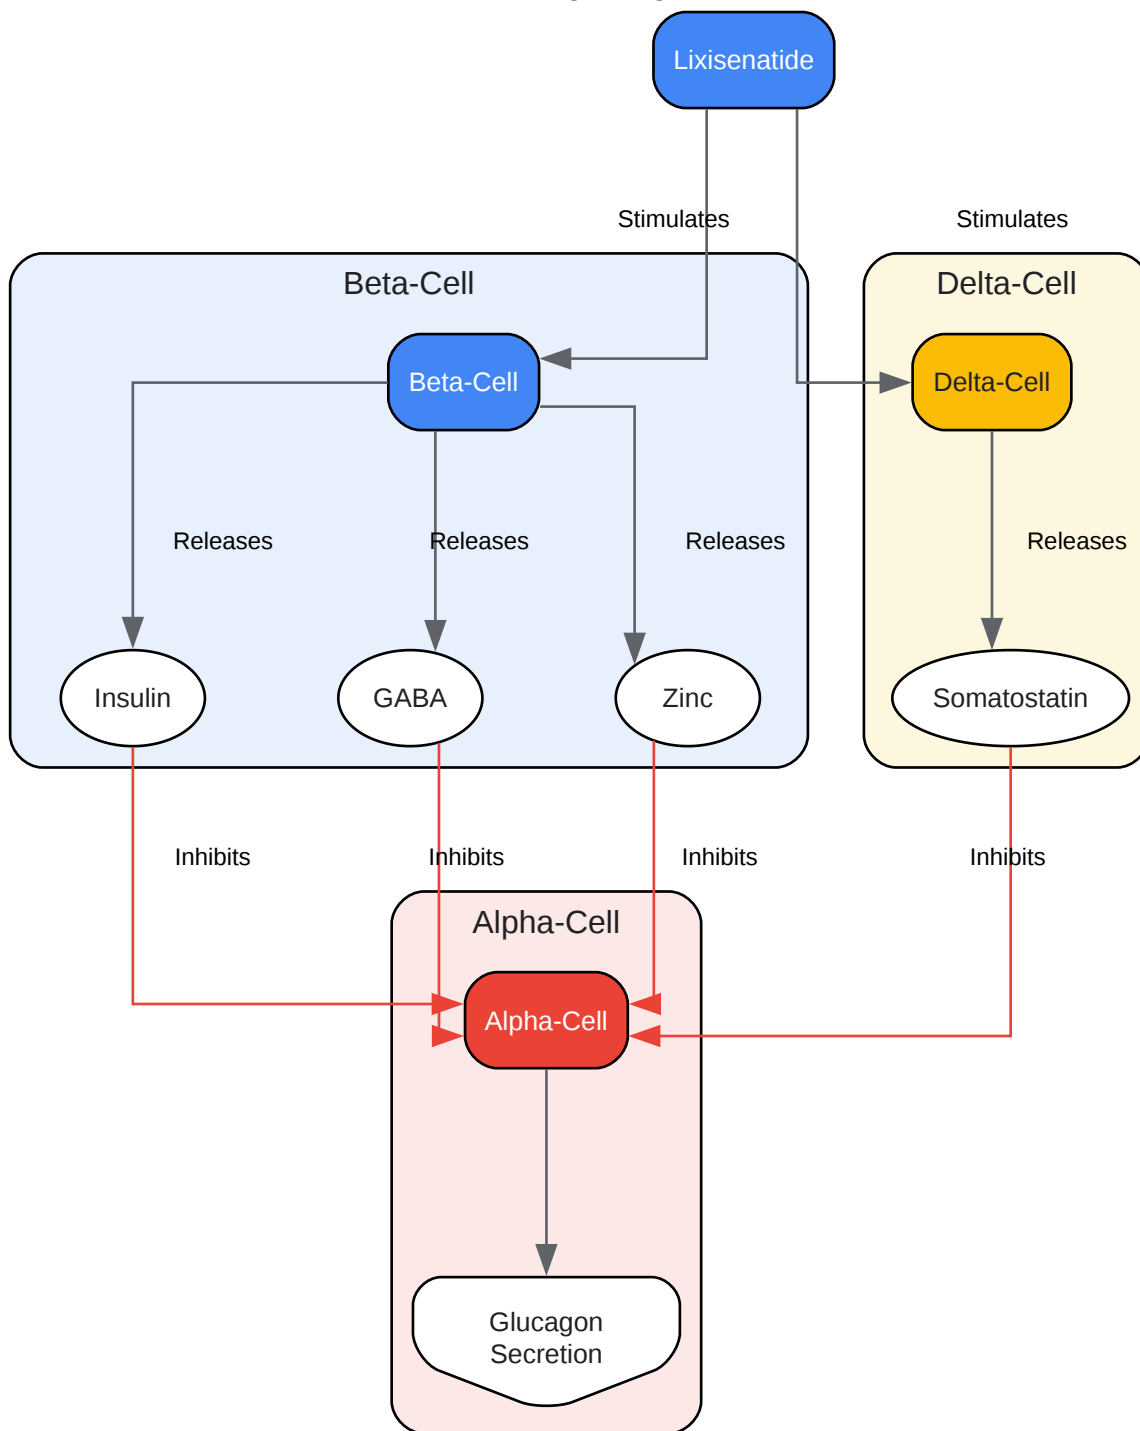 Lixisenatide
Stimulates
Stimulates
Beta-Cell
Delta-Cell
Beta-Cell
Delta-Cell
Releases
Releases
Releases
Releases
Insulin
GABA
Zinc
Somatostatin
Inhibits
Inhibits
Inhibits
Inhibits
Alpha-Cell
Alpha-Cell
Glucagon
Secretion